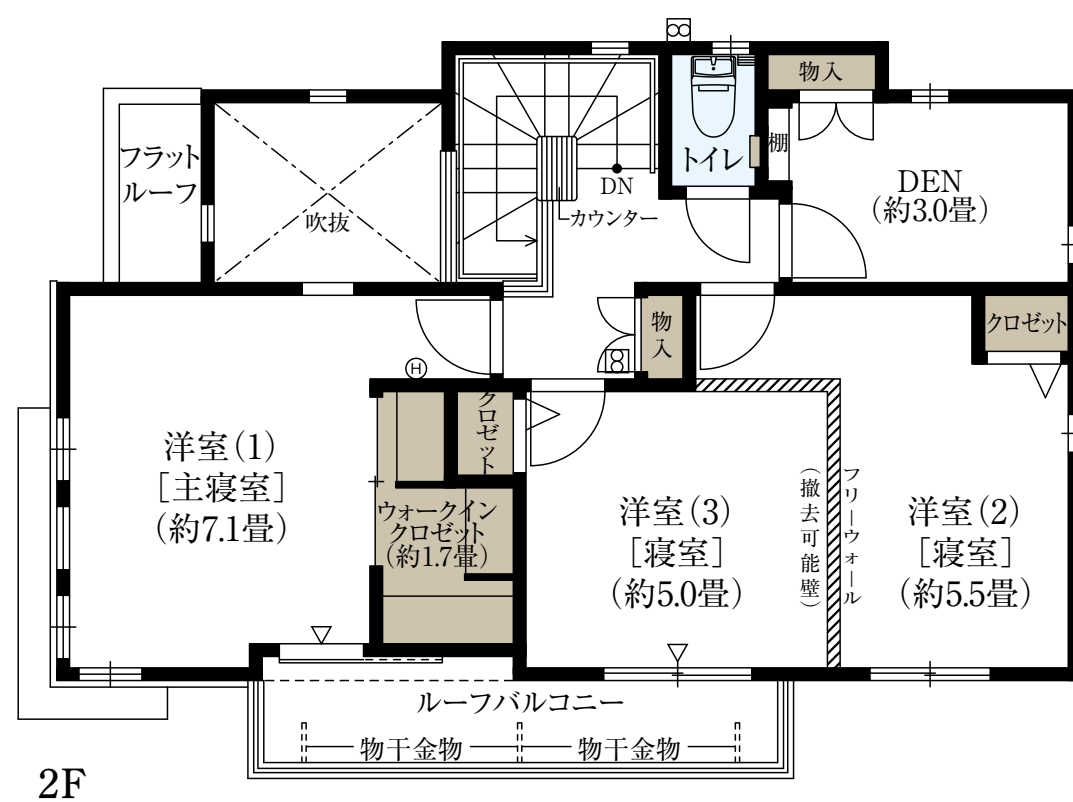 物入
フラット
ルーフ
吹抜
DN
カウンター
トイレ
棚
DEN
(約3.0畳)
物入
クロゼット
H
クロゼット
洋室(1)
[主寝室]
(約7.1畳)
ウォークイン
クロゼット
(約1.7畳)
洋室(3)
[寝室]
(約5.0畳)
フリーウォール
(撤去可能壁)
洋室(2)
[寝室]
(約5.5畳)
ルーフバルコニー
物干金物
物干金物
2F